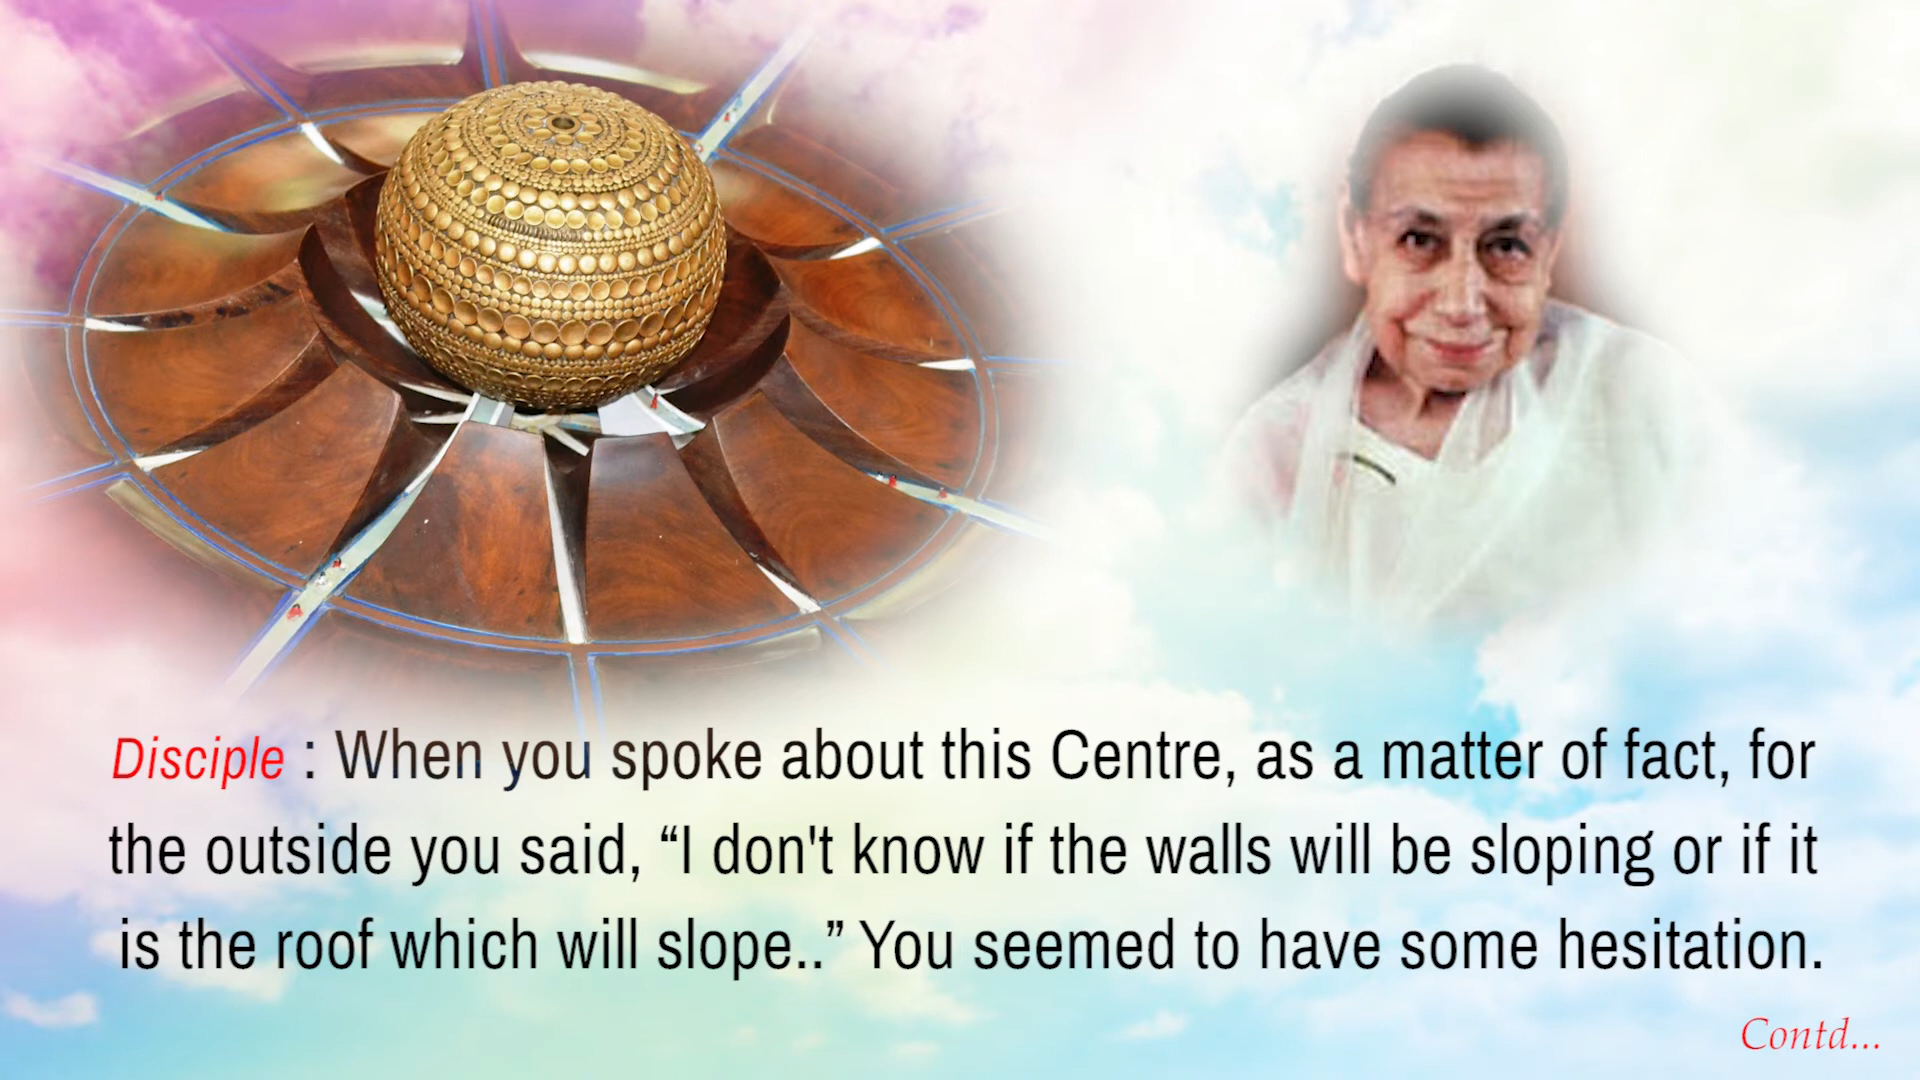 Disciple : When you spoke about this Centre, as a matter of fact, for
the outside you said, “I don't know if the walls will be sloping or if it
is the roof which will slope..” You seemed to have some hesitation.
Contd...